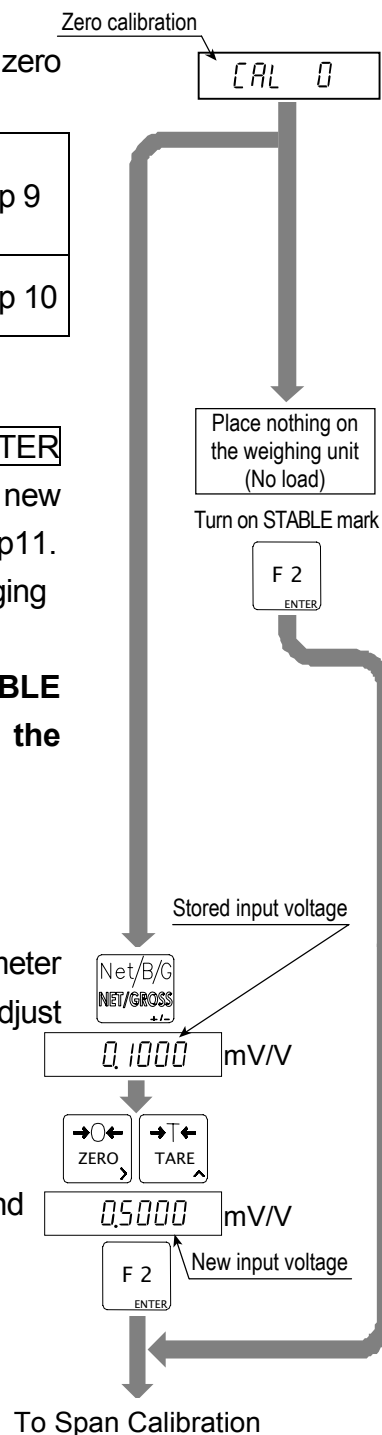 Zero calibration
zero
CAL 0
p 9
p 10
Place nothing on
the weighing unit
(No load)
TER
new
Turn on STABLE mark
p11.
F 2
ENTER
ging
BLE
the
Stored input voltage
meter
Net/B/G
NET/GROSS
+/-
djust
0.1000 mV/V
→O←
ZERO
→T←
TARE
nd
0.5000 mV/V
New input voltage
F 2
ENTER
To Span Calibration